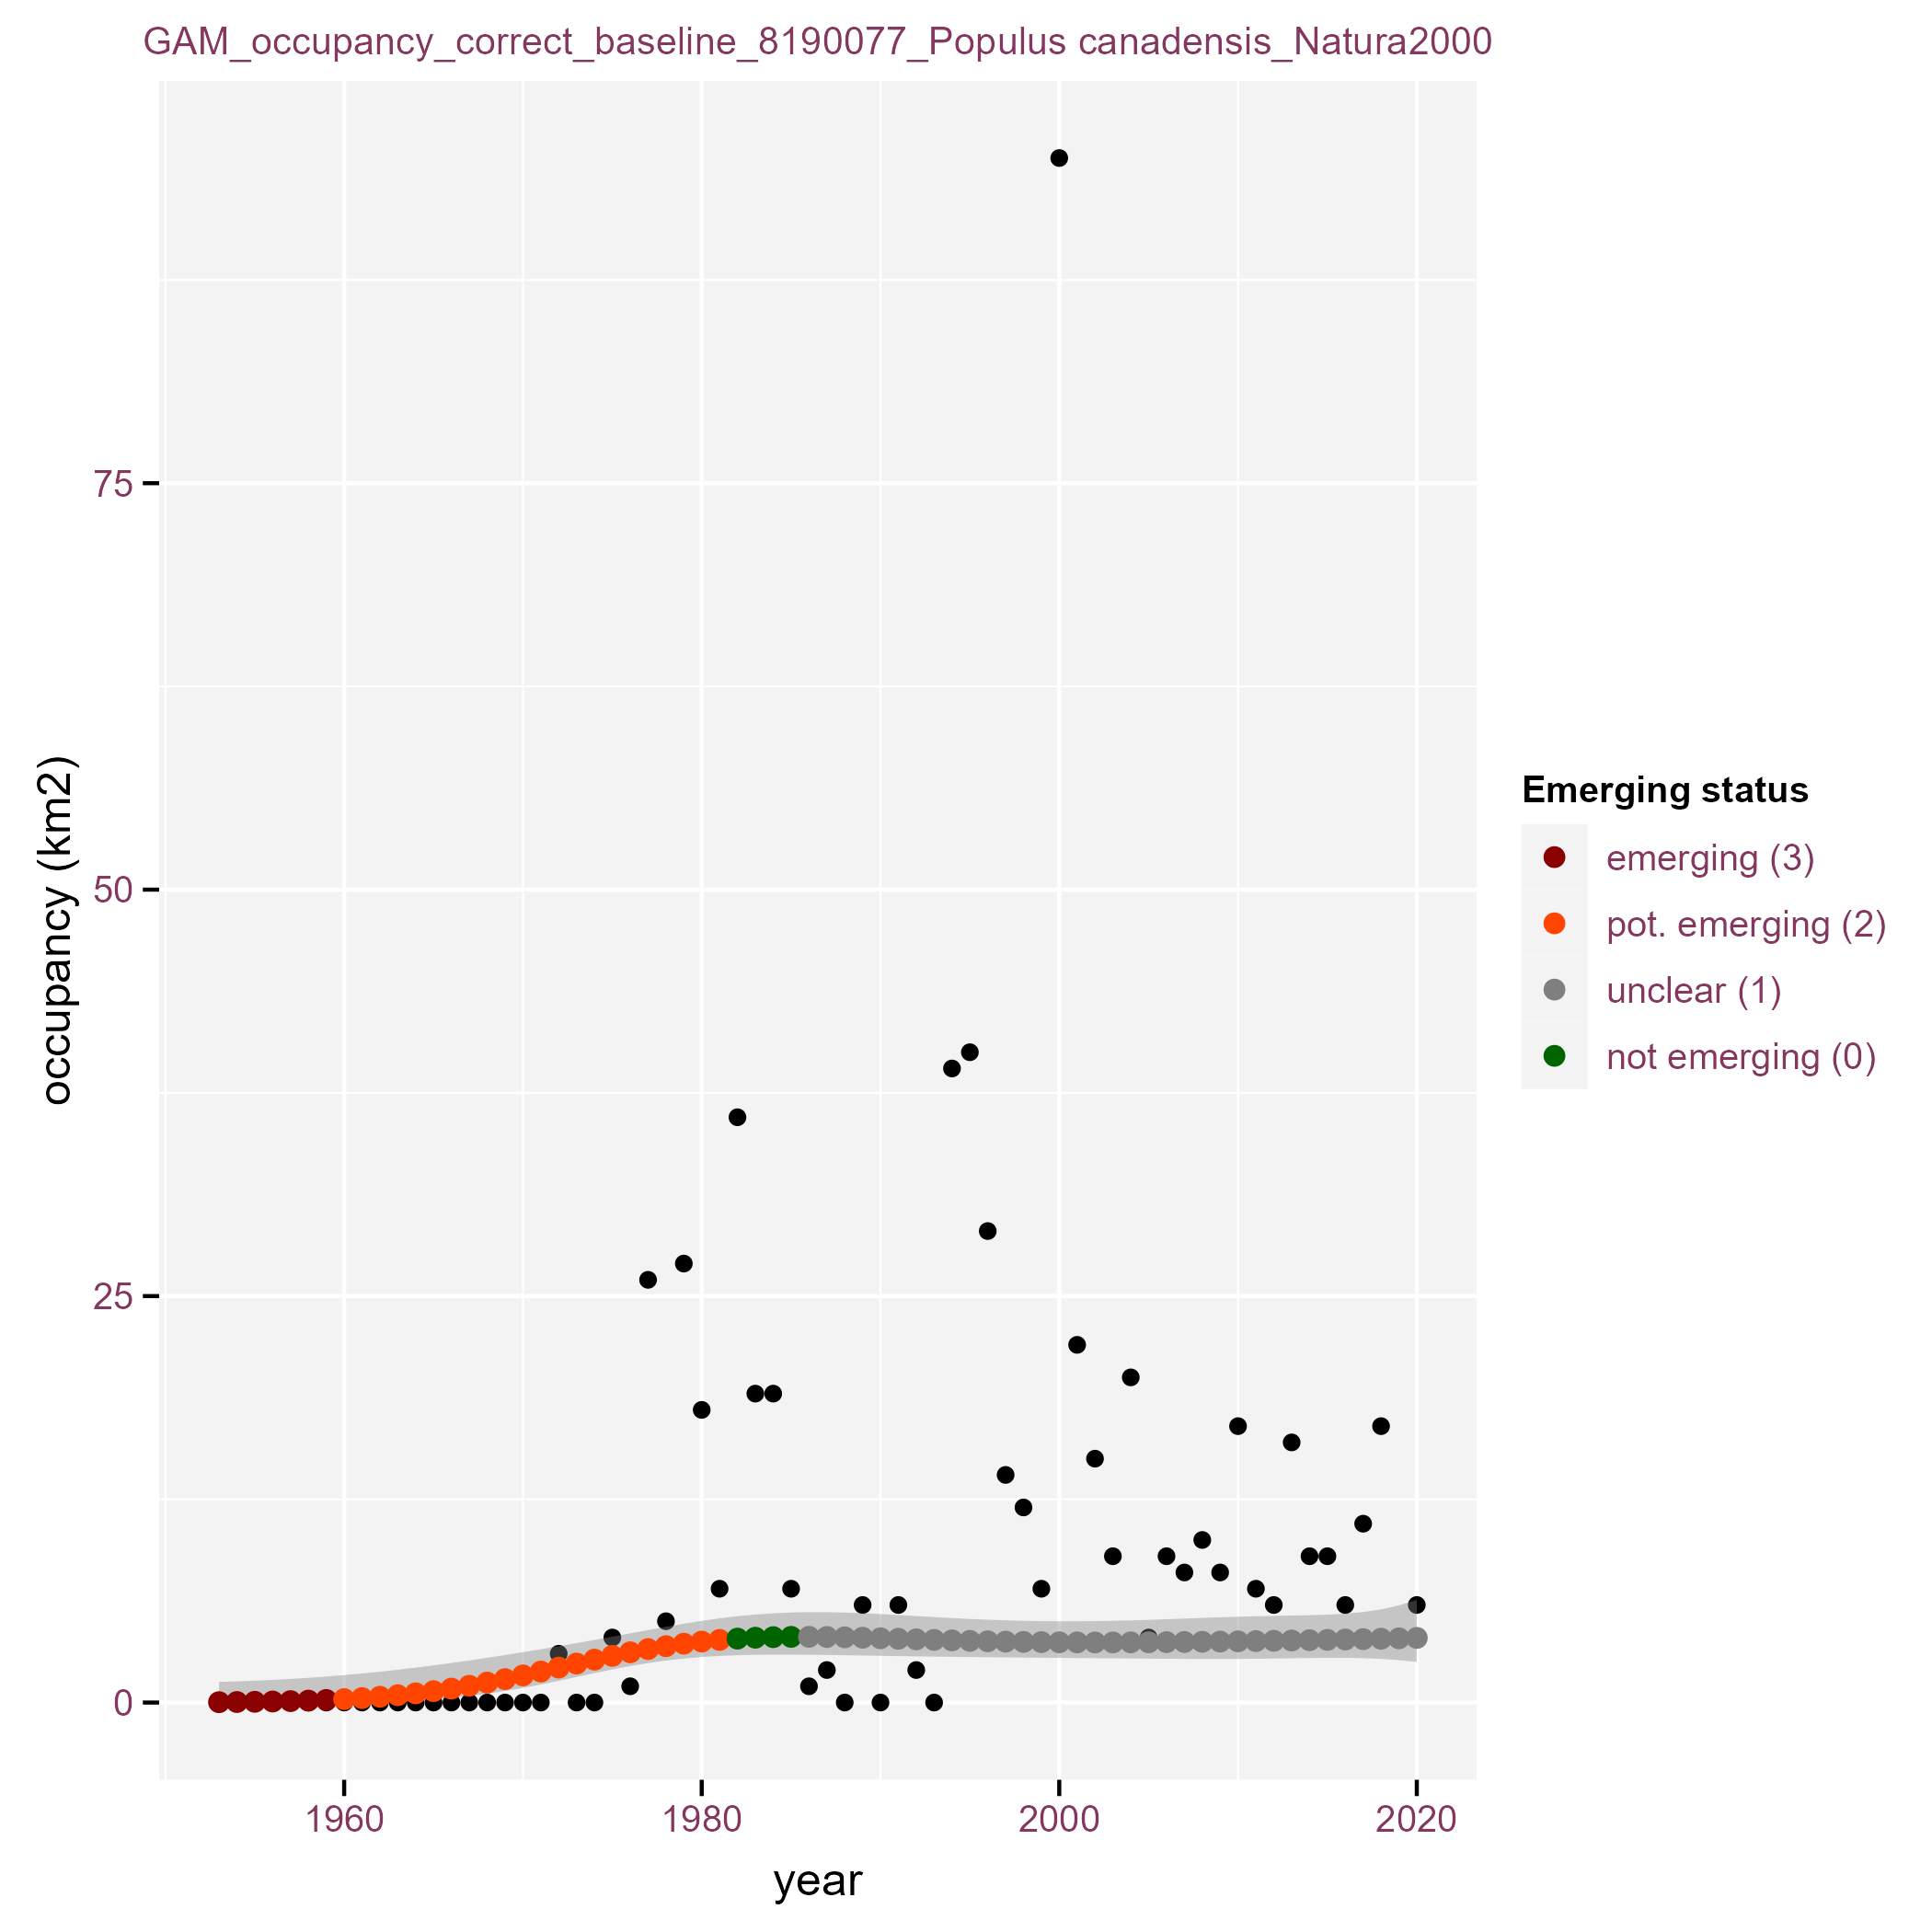 GAM_occupancy_correct_baseline_8190077_Populus canadensis_Natura2000
75
50
25
0
occupancy (km2)
1960
1980
2000
2020
year
Emerging status
emerging (3)
pot. emerging (2)
unclear (1)
not emerging (0)